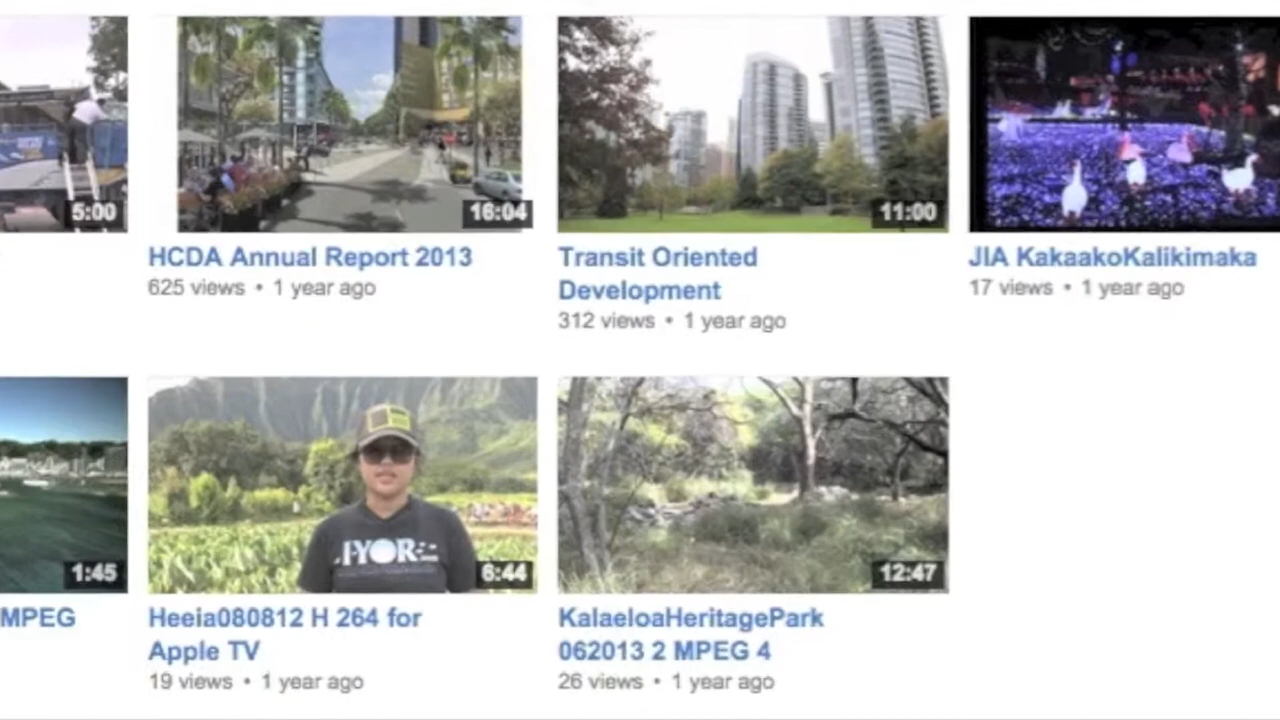 5:00
16:04
11:00
HCDA Annual Report 2013
625 views • 1 year ago
Transit Oriented
Development
312 views • 1 year ago
JIA KakaakoKalikimaka
17 views • 1 year ago
1:45
6:44
12:47
MPEG
Heeia080812 H 264 for
Apple TV
19 views • 1 year ago
KalaeloaHeritagePark
062013 2 MPEG 4
26 views • 1 year ago